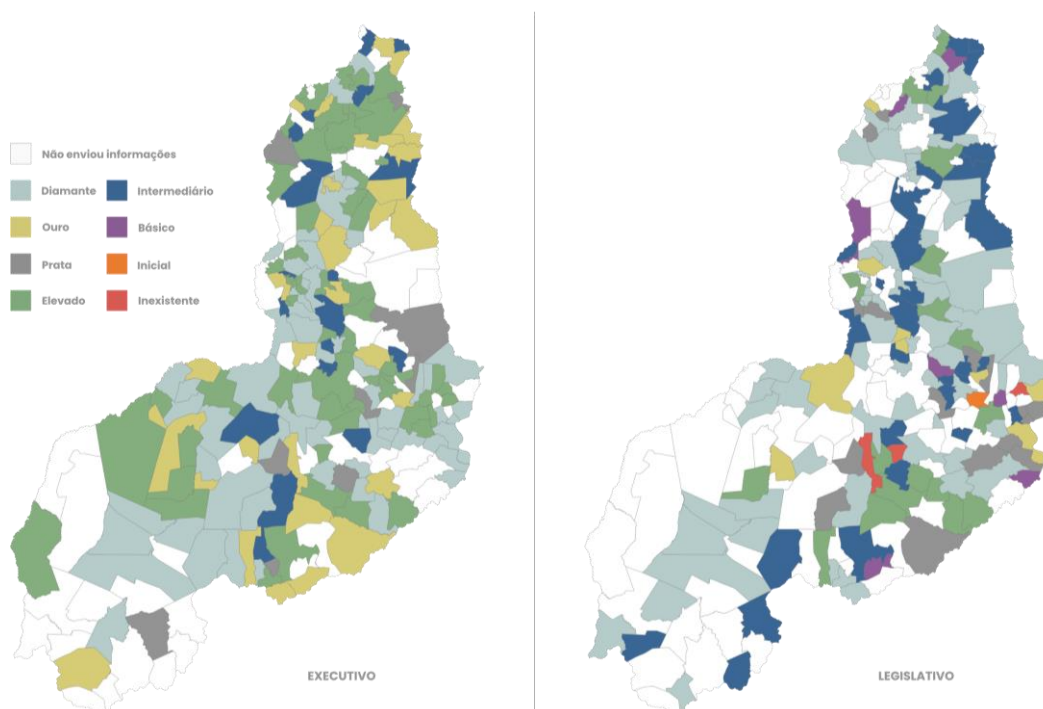 Não enviou informações
Diamante
Intermediário
Ouro
Básico
Prata
Inicial
Elevado
Inexistente
EXECUTIVO
LEGISLATIVO